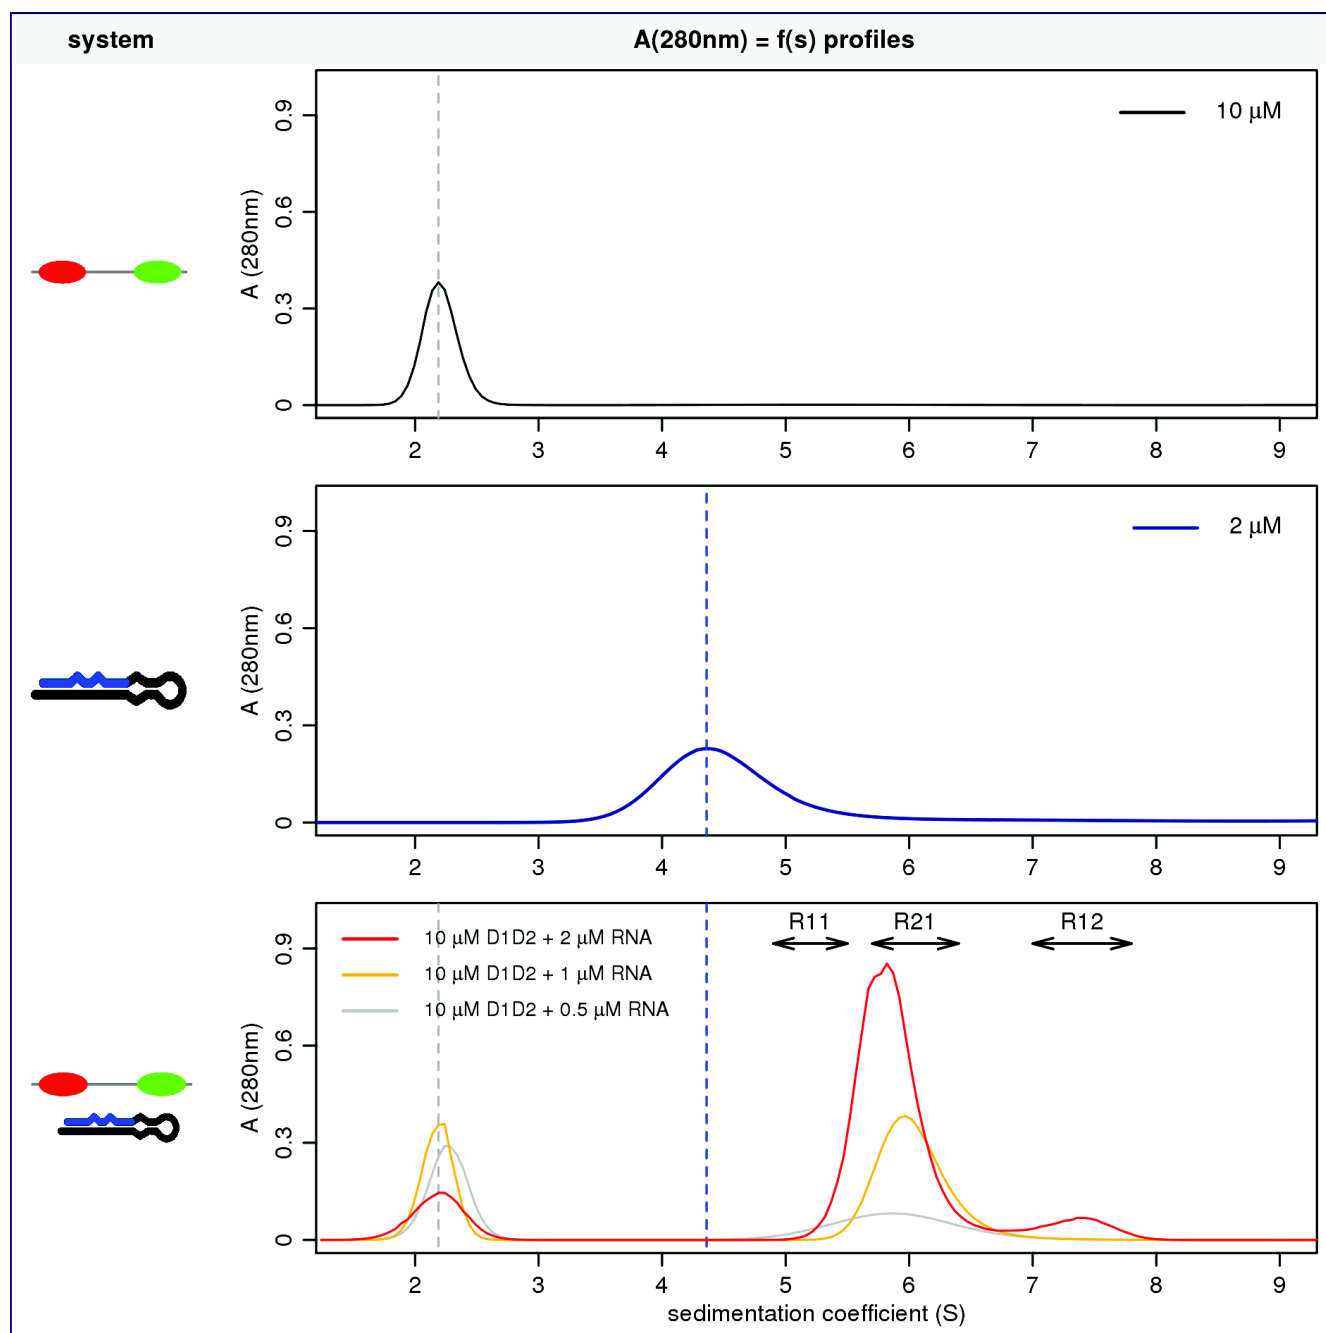 system
A(280nm) = f(s) profiles
10 μM
A (280nm)
0.9
0.6
0.3
0
2 3 4 5 6 7 8 9
2 μM
A (280nm)
0.9
0.6
0.3
0
2 3 4 5 6 7 8 9
R11 R21 R12
10 μM D1D2 + 2 μM RNA
10 μM D1D2 + 1 μM RNA
10 μM D1D2 + 0.5 μM RNA
A (280nm)
0.9
0.6
0.3
0
2 3 4 5 6 7 8 9
sedimentation coefficient (S)